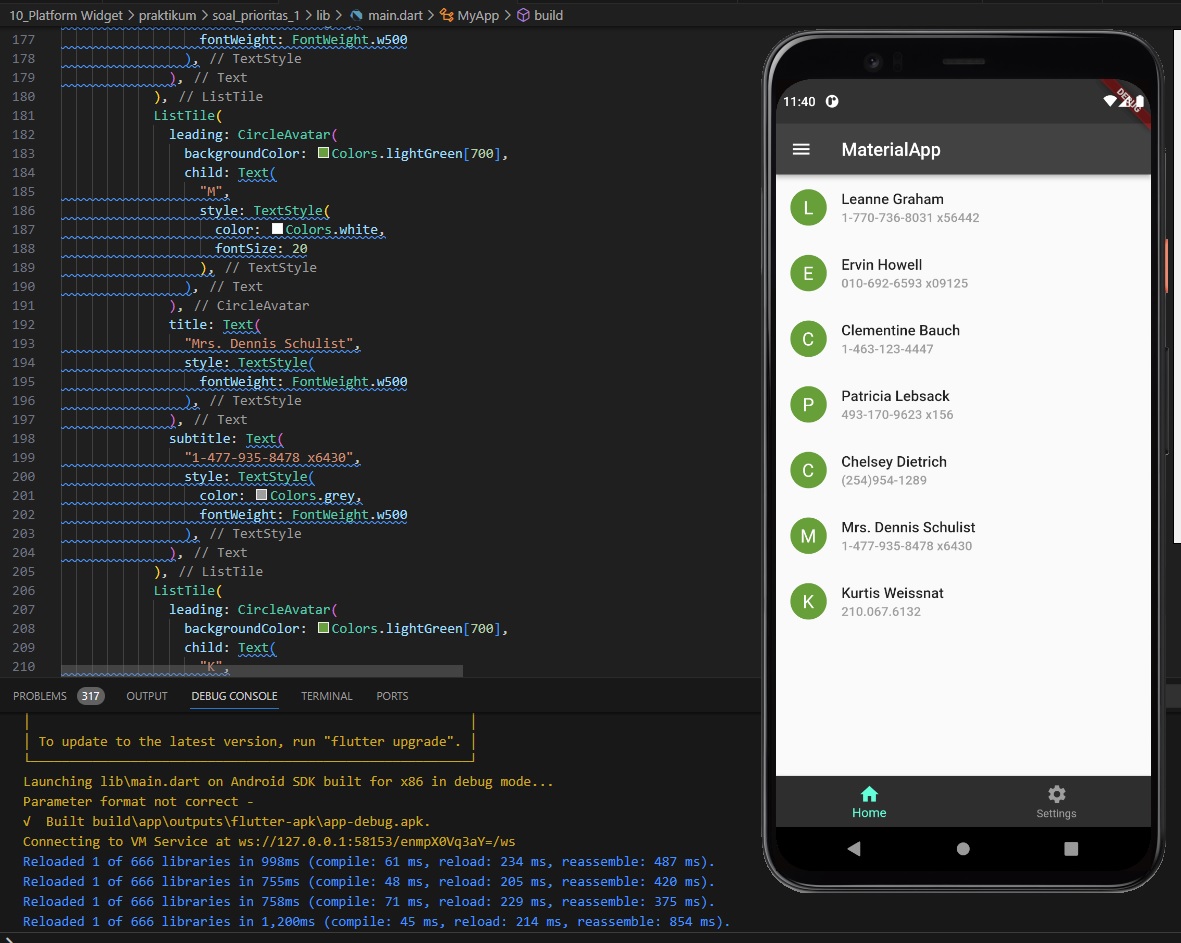 10_Platform Widget > praktikum > soal_prioritas_1 > lib > main.dart > MyApp > build
177 fontWeight: FontWeight.w500
178 ), // TextStyle
179 ), // Text
180 ), // ListTile
181 ListTile(
182 leading: CircleAvatar(
183 backgroundColor: Colors.lightGreen[700],
184 child: Text(
185 "M",
186 style: TextStyle(
187 color: Colors.white,
188 fontSize: 20
189 ), // TextStyle
190 ), // Text
191 ), // CircleAvatar
192 title: Text(
193 "Mrs. Dennis Schulist",
194 style: TextStyle(
195 fontWeight: FontWeight.w500
196 ), // TextStyle
197 ), // Text
198 subtitle: Text(
199 "1-477-935-8478 x6430",
200 style: TextStyle(
201 color: Colors.grey,
202 fontWeight: FontWeight.w500
203 ), // TextStyle
204 ), // Text
205 ), // ListTile
206 ListTile(
207 leading: CircleAvatar(
208 backgroundColor: Colors.lightGreen[700],
209 child: Text(
210 "K",
PROBLEMS 317 OUTPUT DEBUG CONSOLE TERMINAL PORTS
To update to the latest version, run "flutter upgrade".
Launching lib\main.dart on Android SDK built for x86 in debug mode...
Parameter format not correct -
√ Built build\app\outputs\flutter-apk\app-debug.apk.
Connecting to VM Service at ws://127.0.0.1:58153/enmpX0Vq3aY=/ws
Reloaded 1 of 666 libraries in 998ms (compile: 61 ms, reload: 234 ms, reassemble: 487 ms).
Reloaded 1 of 666 libraries in 755ms (compile: 48 ms, reload: 205 ms, reassemble: 420 ms).
Reloaded 1 of 666 libraries in 758ms (compile: 71 ms, reload: 229 ms, reassemble: 375 ms).
Reloaded 1 of 666 libraries in 1,200ms (compile: 45 ms, reload: 214 ms, reassemble: 854 ms).
11:40
DEBUG
MaterialApp
L Leanne Graham
1-770-736-8031 x56442
E Ervin Howell
010-692-6593 x09125
C Clementine Bauch
1-463-123-4447
P Patricia Lebsack
493-170-9623 x156
C Chelsey Dietrich
(254)954-1289
M Mrs. Dennis Schulist
1-477-935-8478 x6430
K Kurtis Weissnat
210.067.6132
Home Settings